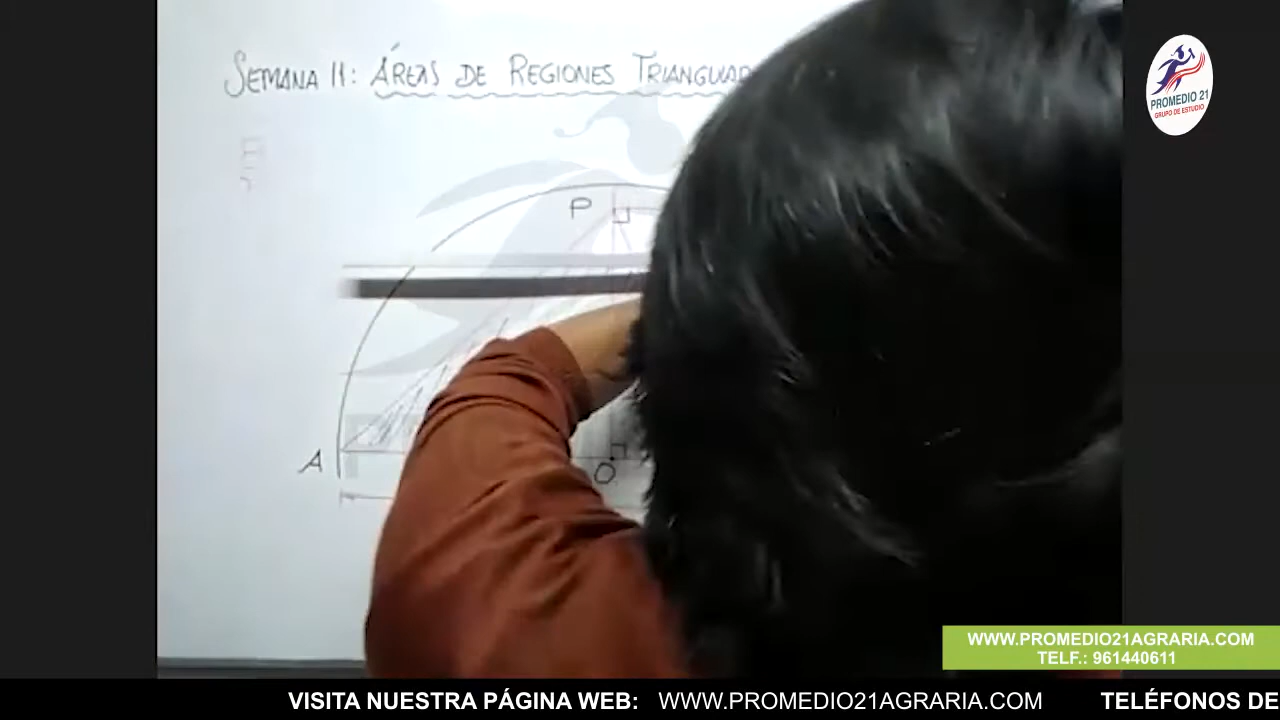 SEMANA 11: ÁREAS DE REGIONES
PROMEDIO 21
GRUPO DE ESTUDIO
P
A
O
WWW.PROMEDIO21AGRARIA.COM
TELF.: 961440611
VISITA NUESTRA PÁGINA WEB: WWW.PROMEDIO21AGRARIA.COM TELÉFONOS DE